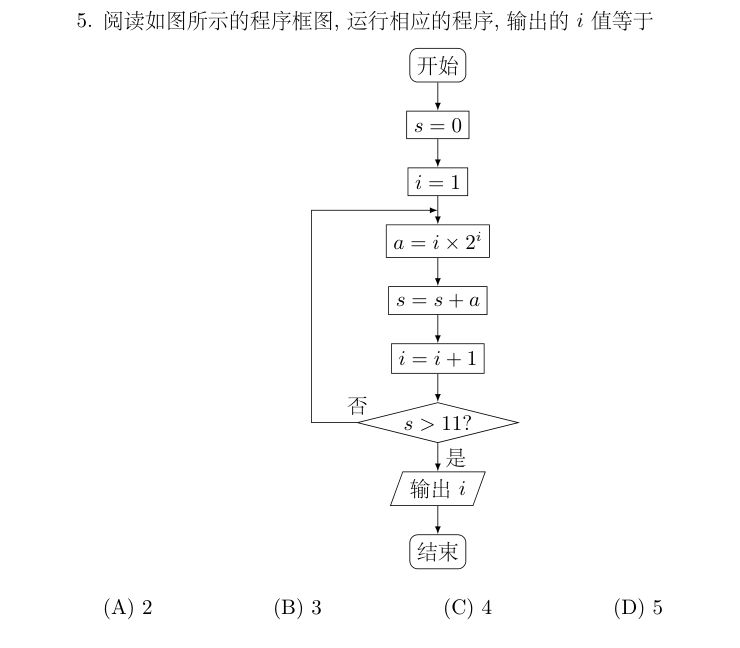 5. 阅读如图所示的程序框图, 运行相应的程序, 输出的 i 值等于
开始
s = 0
i = 1
a = i × 2^i
s = s + a
i = i + 1
否
s > 11?
是
输出 i
结束
(A) 2 (B) 3 (C) 4 (D) 5